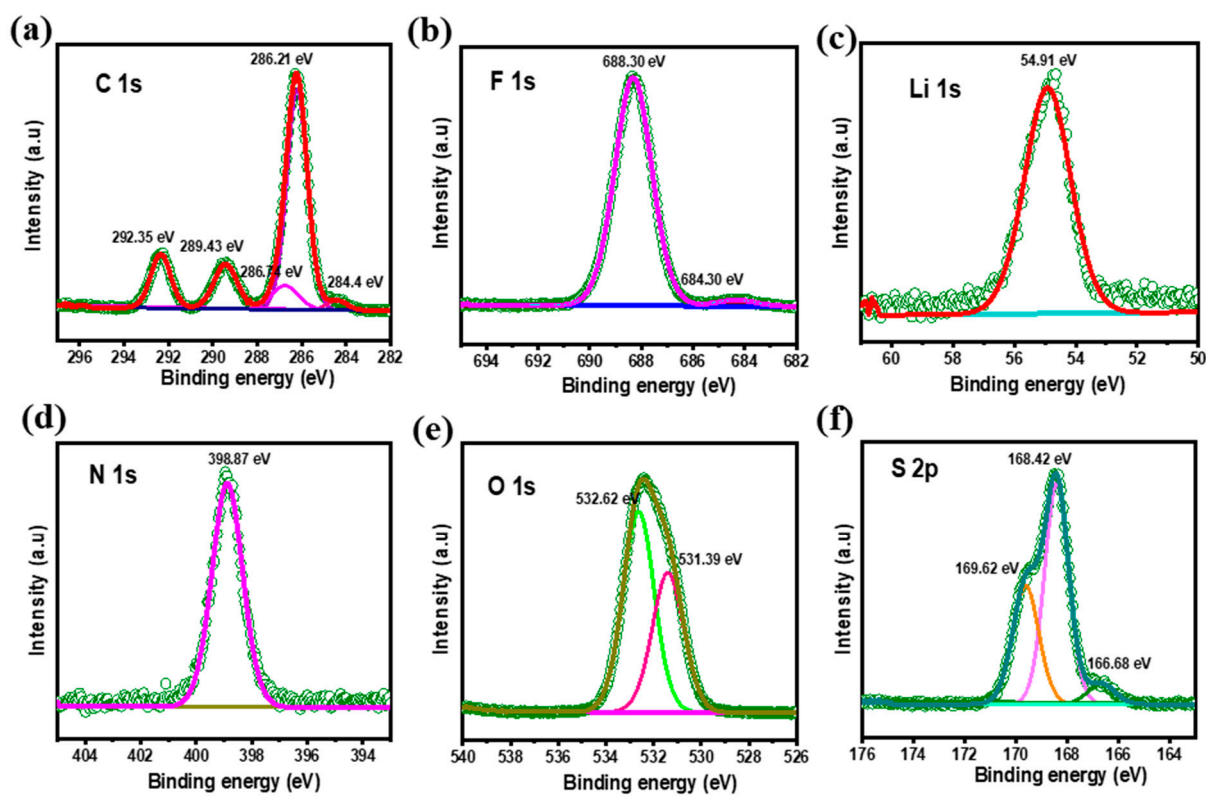 (a)
C 1s
286.21 eV
292.35 eV
289.43 eV
286.74 eV
284.4 eV
Intensity (a.u)
296 294 292 290 288 286 284 282
Binding energy (eV)
(b)
F 1s
688.30 eV
684.30 eV
Intensity (a.u)
694 692 690 688 686 684 682
Binding energy (eV)
(c)
Li 1s
54.91 eV
Intensity (a.u)
60 58 56 54 52 50
Binding energy (eV)
(d)
N 1s
398.87 eV
Intensity (a.u)
404 402 400 398 396 394
Binding energy (eV)
(e)
O 1s
532.62 eV
531.39 eV
Intensity (a.u)
540 538 536 534 532 530 528 526
Binding energy (eV)
(f)
S 2p
168.42 eV
169.62 eV
166.68 eV
Intensity (a.u)
176 174 172 170 168 166 164
Binding energy (eV)